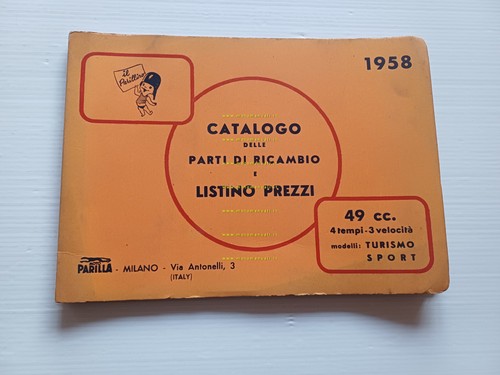 1958
il
Parillino
CATALOGO
DELLE
PARTI DI RICAMBIO
E
LISTINO PREZZI
49 cc.
4 tempi - 3 velocità
modelli: TURISMO
SPORT
PARILLA - MILANO - Via Antonelli, 3
(ITALY)